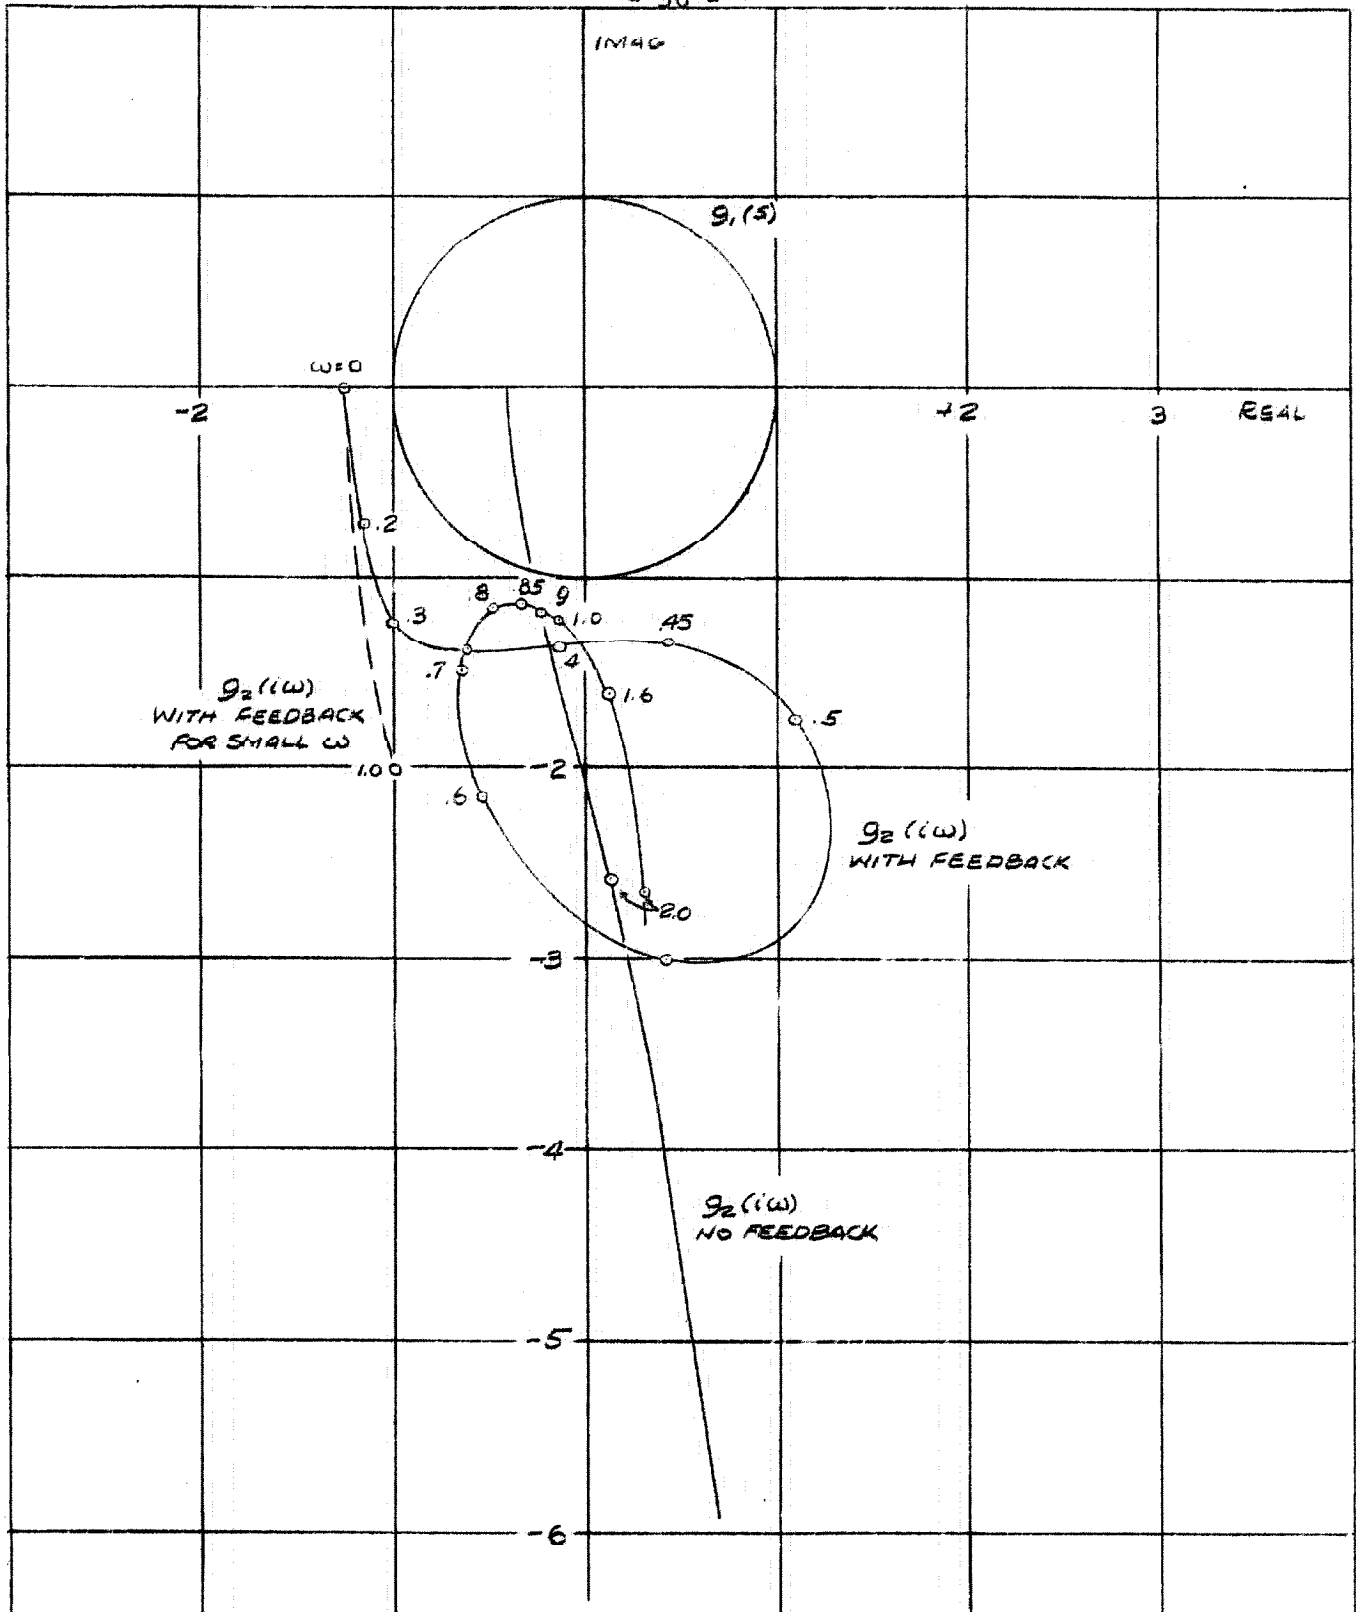 IMAG
g₁(s)
ω=0
-2
+2
3
REAL
.2
.3
.8
.85
.9
1.0
.45
.4
.7
1.6
.5
g₂(iω)
WITH FEEDBACK
FOR SMALL ω
1.00
-2
.6
g₂(iω)
WITH FEEDBACK
2.0
-3
-4
g₂(iω)
NO FEEDBACK
-5
-6